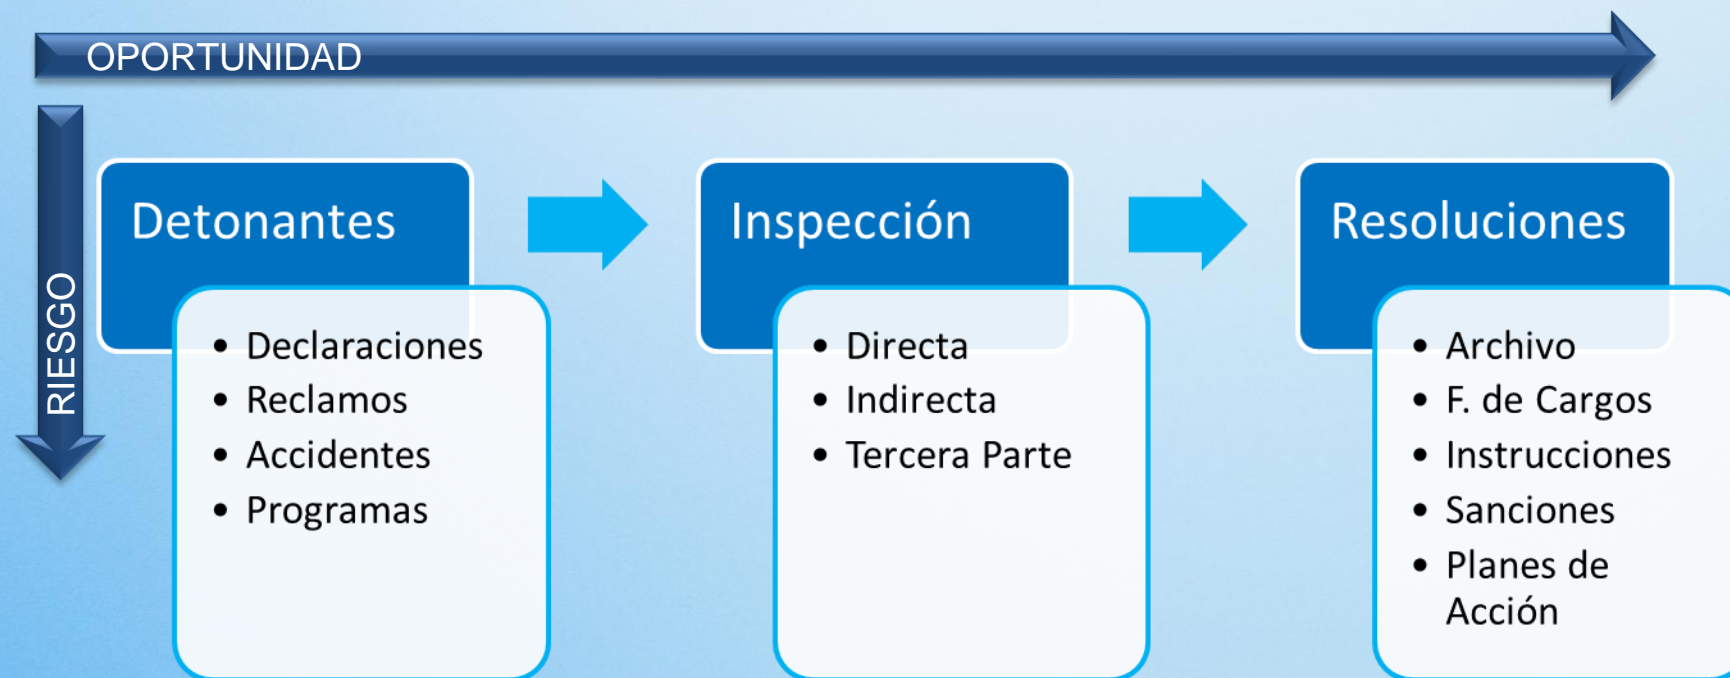 OPORTUNIDAD
RIESGO
Detonantes
• Declaraciones
• Reclamos
• Accidentes
• Programas
Inspección
• Directa
• Indirecta
• Tercera Parte
Resoluciones
• Archivo
• F. de Cargos
• Instrucciones
• Sanciones
• Planes de
Acción